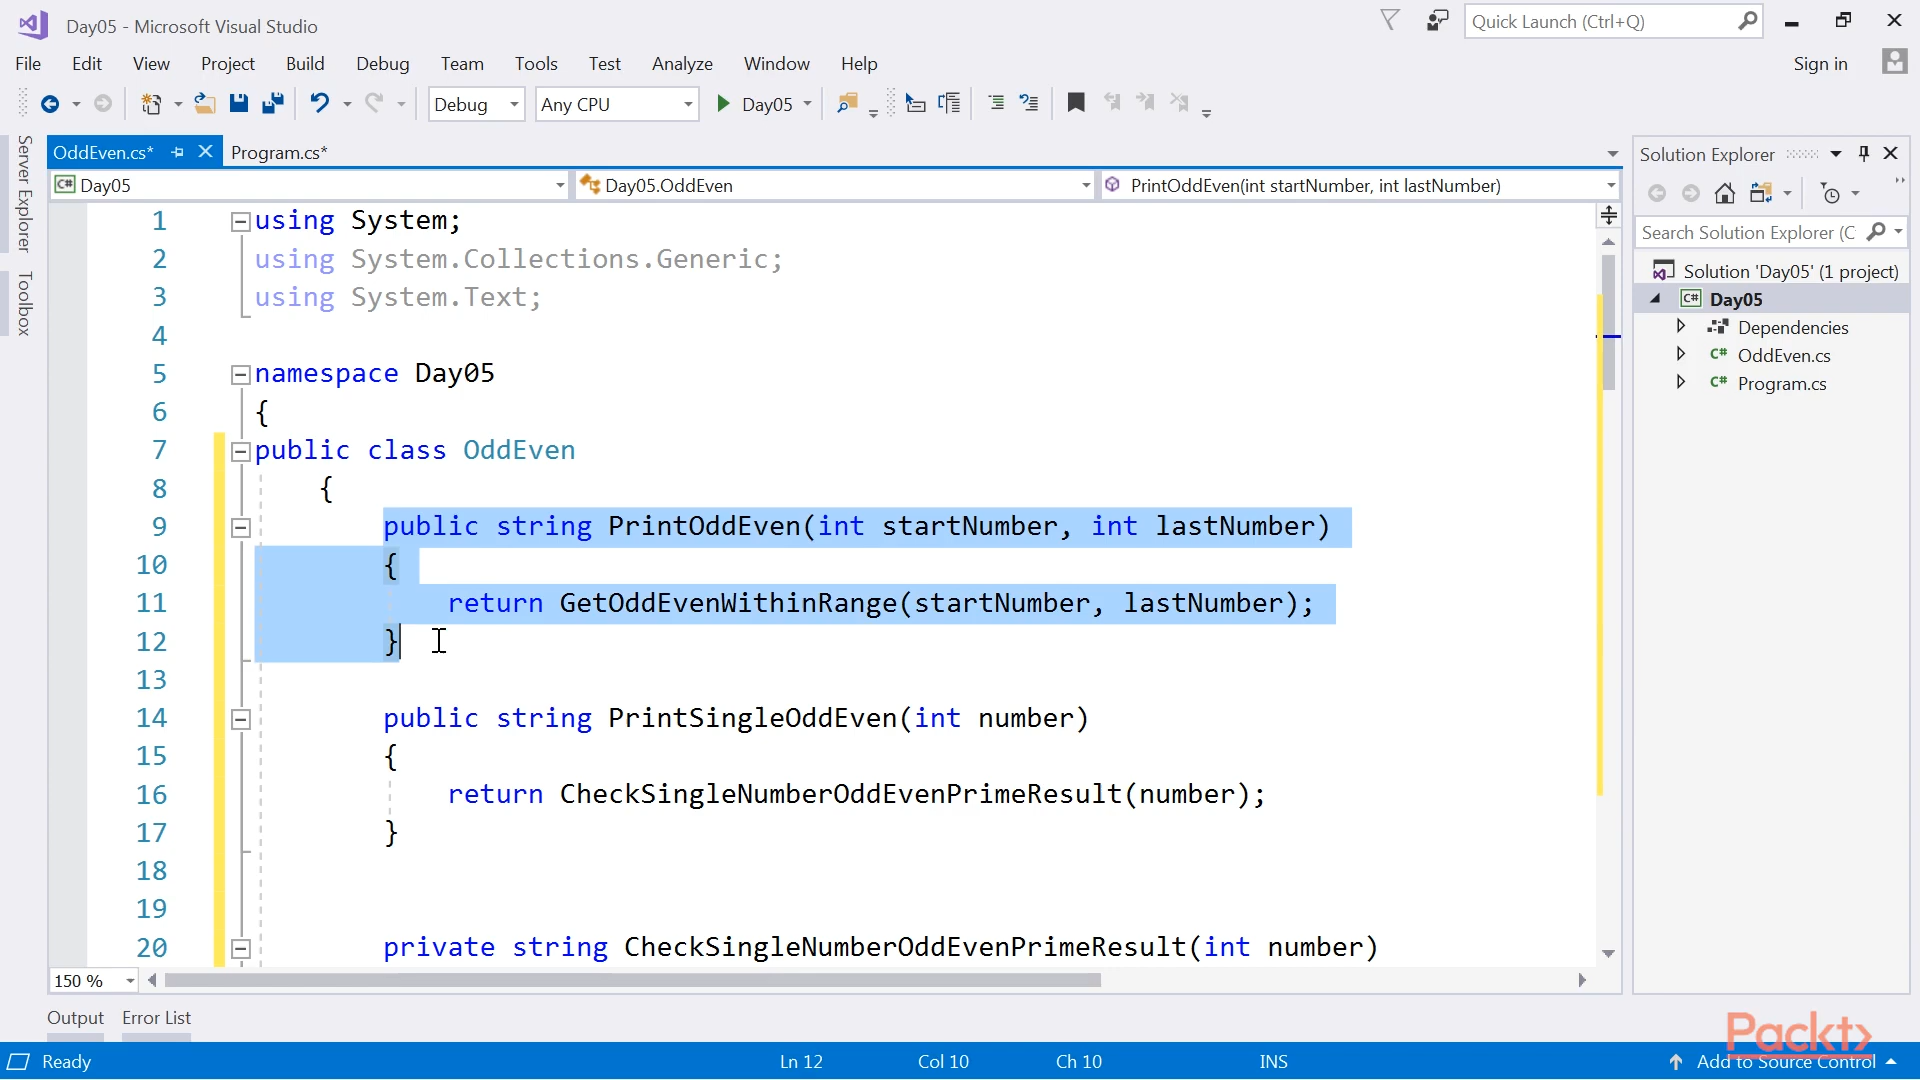 Day05 - Microsoft Visual Studio
Quick Launch (Ctrl+Q)
File Edit View Project Build Debug Team Tools Test Analyze Window Help
Sign in
Debug Any CPU Day05
Server Explorer
Toolbox
OddEven.cs* Program.cs*
C# Day05 Day05.OddEven PrintOddEven(int startNumber, int lastNumber)
1 using System;
2 using System.Collections.Generic;
3 using System.Text;
4
5 namespace Day05
6 {
7 public class OddEven
8 {
9 public string PrintOddEven(int startNumber, int lastNumber)
10 {
11 return GetOddEvenWithinRange(startNumber, lastNumber);
12 }
13
14 public string PrintSingleOddEven(int number)
15 {
16 return CheckSingleNumberOddEvenPrimeResult(number);
17 }
18
19
20 private string CheckSingleNumberOddEvenPrimeResult(int number)
150 %
Solution Explorer
Search Solution Explorer (C
Solution 'Day05' (1 project)
C# Day05
Dependencies
C# OddEven.cs
C# Program.cs
Output Error List
Packt>
Ready Ln 12 Col 10 Ch 10 INS Add to Source Control